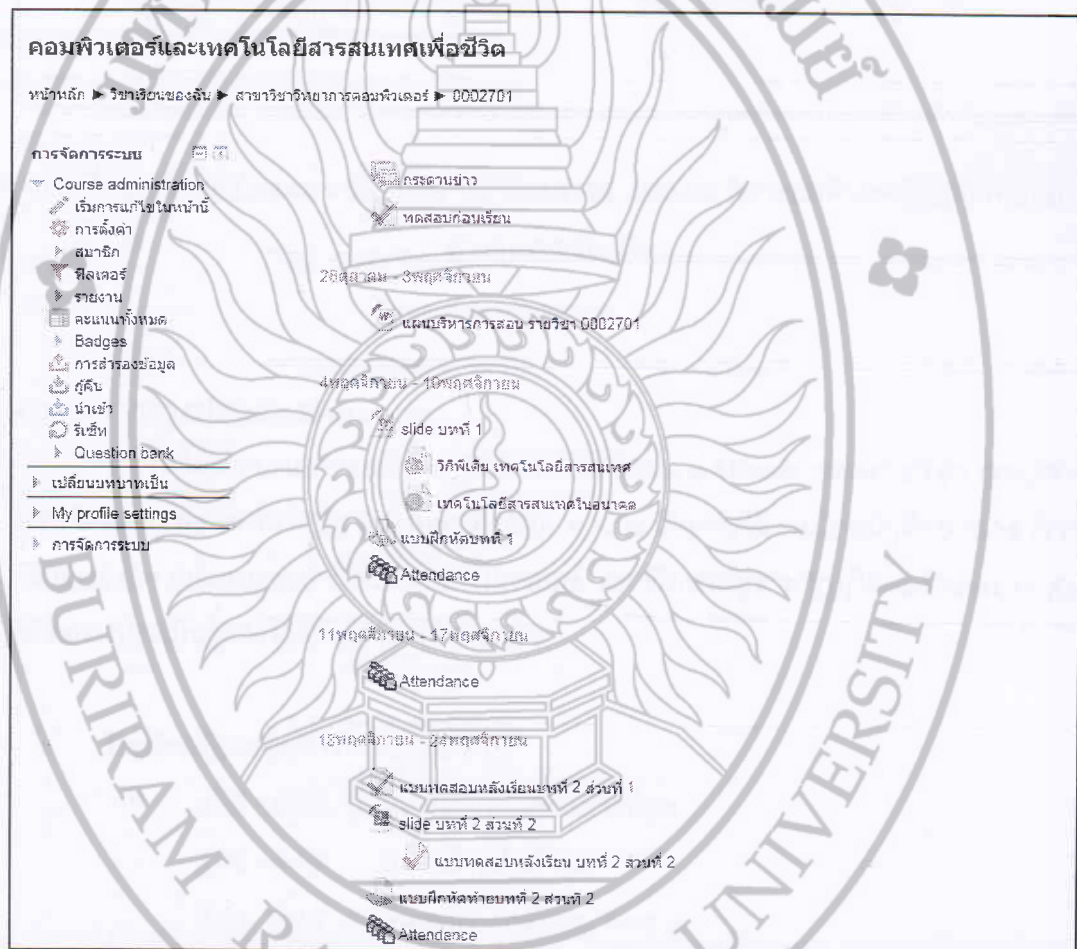 คอมพิวเตอร์และเทคโนโลยีสารสนเทศเพื่อชีวิต
หน้าหลัก ► วิชาเรียนของฉัน ► สาขาวิชาวิทยาการคอมพิวเตอร์ ► 0002701
การจัดการระบบ
Course administration
เริ่มการแก้ไขในหน้านี้
การตั้งค่า
สมาชิก
ฟิลเตอร์
รายงาน
คะแนนทั้งหมด
Badges
การสำรองข้อมูล
กู้คืน
นำเข้า
รีเซ็ท
Question bank
เปลี่ยนบทบาทเป็น
My profile settings
การจัดการระบบ
กระดานข่าว
ทดสอบก่อนเรียน
28ตุลาคม - 3พฤศจิกายน
แผนบริหารการสอน รายวิชา 0002701
4พฤศจิกายน - 10พฤศจิกายน
slide บทที่ 1
วิกิพีเดีย เทคโนโลยีสารสนเทศ
เทคโนโลยีสารสนเทศในอนาคต
แบบฝึกหัดบทที่ 1
Attendance
11พฤศจิกายน - 17พฤศจิกายน
Attendance
18พฤศจิกายน - 24พฤศจิกายน
แบบทดสอบหลังเรียนบทที่ 2 ส่วนที่ 1
slide บทที่ 2 ส่วนที่ 2
แบบทดสอบหลังเรียน บทที่ 2 ส่วนที่ 2
แบบฝึกหัดท้ายบทที่ 2 ส่วนที่ 2
Attendance
BURIRAM
UNIVERSITY